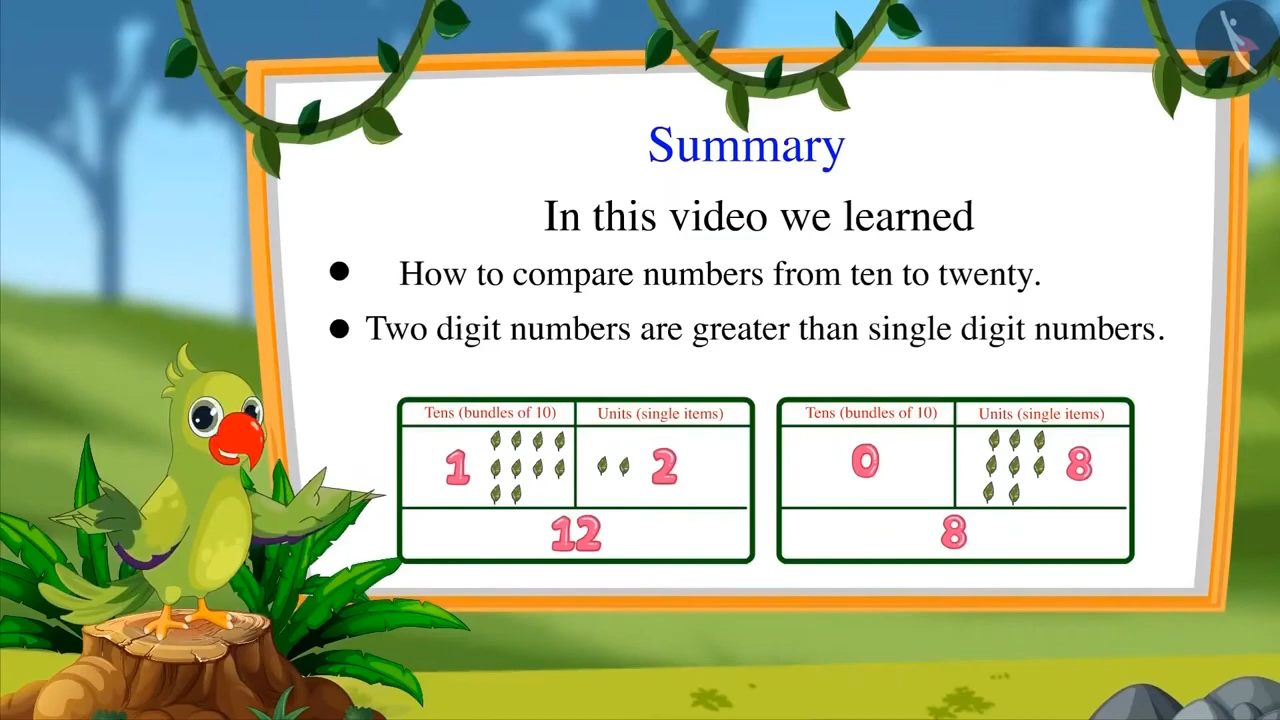 Summary
In this video we learned
● How to compare numbers from ten to twenty.
● Two digit numbers are greater than single digit numbers.
Tens (bundles of 10) Units (single items)
1 2
12
Tens (bundles of 10) Units (single items)
0 8
8